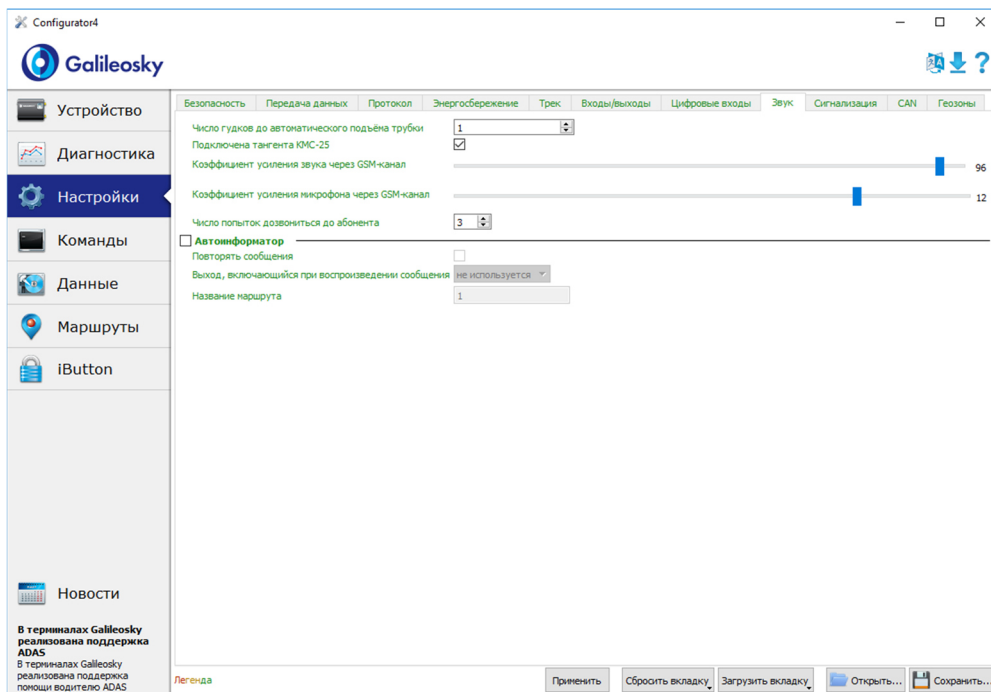 Configurator4
Galileosky
Устройство
Диагностика
Настройки
Команды
Данные
Маршруты
iButton
Новости
В терминалах Galileosky
реализована поддержка
ADAS
В терминалах Galileosky
реализована поддержка
помощи водителю ADAS
Безопасность Передача данных Протокол Энергосбережение Трек Входы/выходы Цифровые входы Звук Сигнализация CAN Геозоны
Число гудков до автоматического подъёма трубки 1
Подключена тангента КМС-25
Коэффициент усиления звука через GSM-канал 96
Коэффициент усиления микрофона через GSM-канал 12
Число попыток дозвониться до абонента 3
Автоинформатор
Повторять сообщения
Выход, включающийся при воспроизведении сообщения не используется
Название маршрута 1
Легенда Применить Сбросить вкладку Загрузить вкладку Открыть... Сохранить...